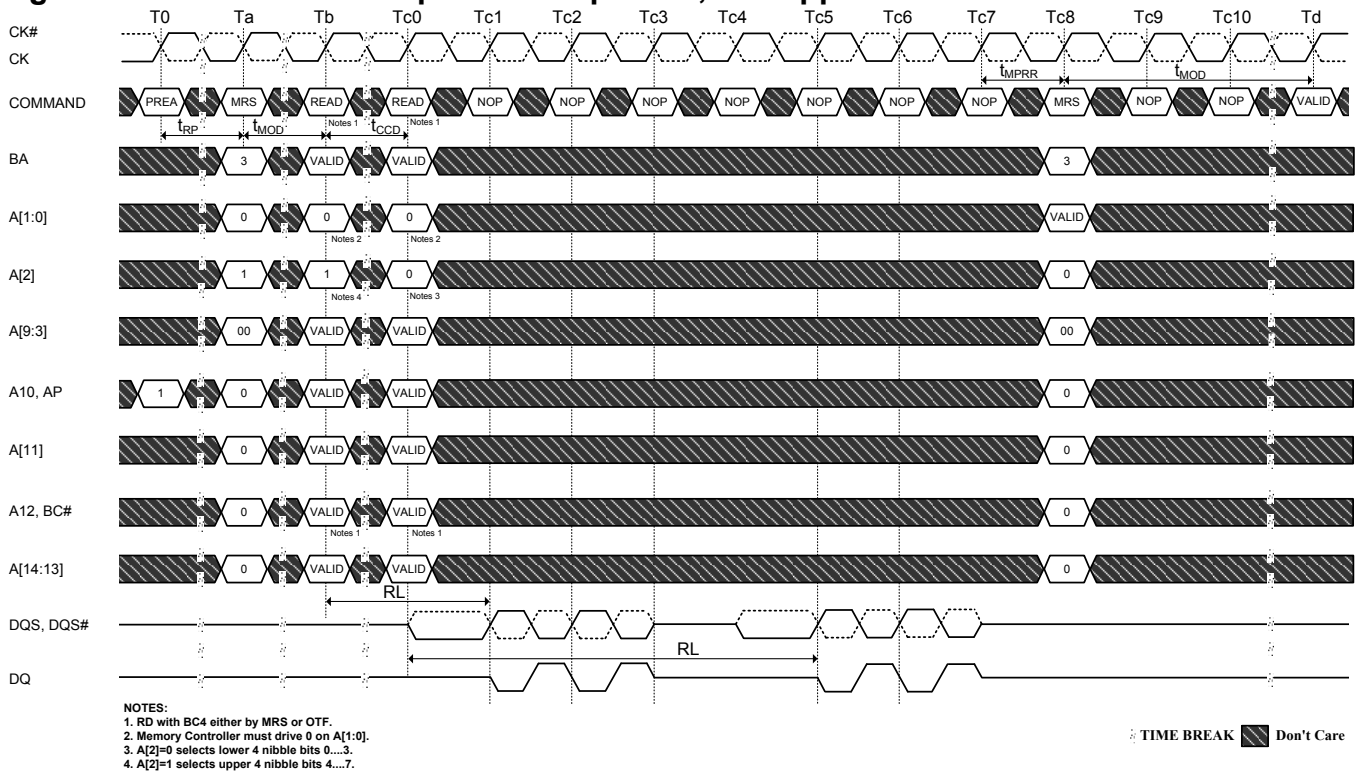 T0 Ta Tb Tc0 Tc1 Tc2 Tc3 Tc4 Tc5 Tc6 Tc7 Tc8 Tc9 Tc10 Td
CK#
CK
tMPRR tMOD
COMMAND PREA MRS READ READ NOP NOP NOP NOP NOP NOP NOP MRS NOP NOP VALID
Notes 1 Notes 1
tRP tMOD tCCD
BA 3 VALID VALID 3
A[1:0] 0 0 0 VALID
Notes 2 Notes 2
A[2] 1 1 0 0
Notes 4 Notes 3
A[9:3] 00 VALID VALID 00
A10, AP 1 0 VALID VALID 0
A[11] 0 VALID VALID 0
A12, BC# 0 VALID VALID 0
Notes 1 Notes 1
A[14:13] 0 VALID VALID 0
RL
DQS, DQS#
RL
DQ
NOTES:
1. RD with BC4 either by MRS or OTF.
2. Memory Controller must drive 0 on A[1:0].
3. A[2]=0 selects lower 4 nibble bits 0....3.
4. A[2]=1 selects upper 4 nibble bits 4....7.
TIME BREAK Don't Care